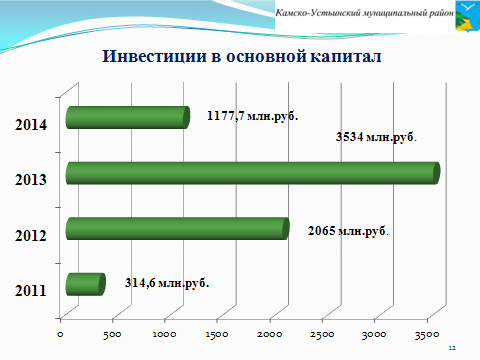 Камско-Устьинский муниципальный район
Инвестиции в основной капитал
2014
1177,7 млн.руб.
3534 млн.руб.
2013
2012
2065 млн.руб.
2011
314,6 млн.руб.
0 500 1000 1500 2000 2500 3000 3500
12